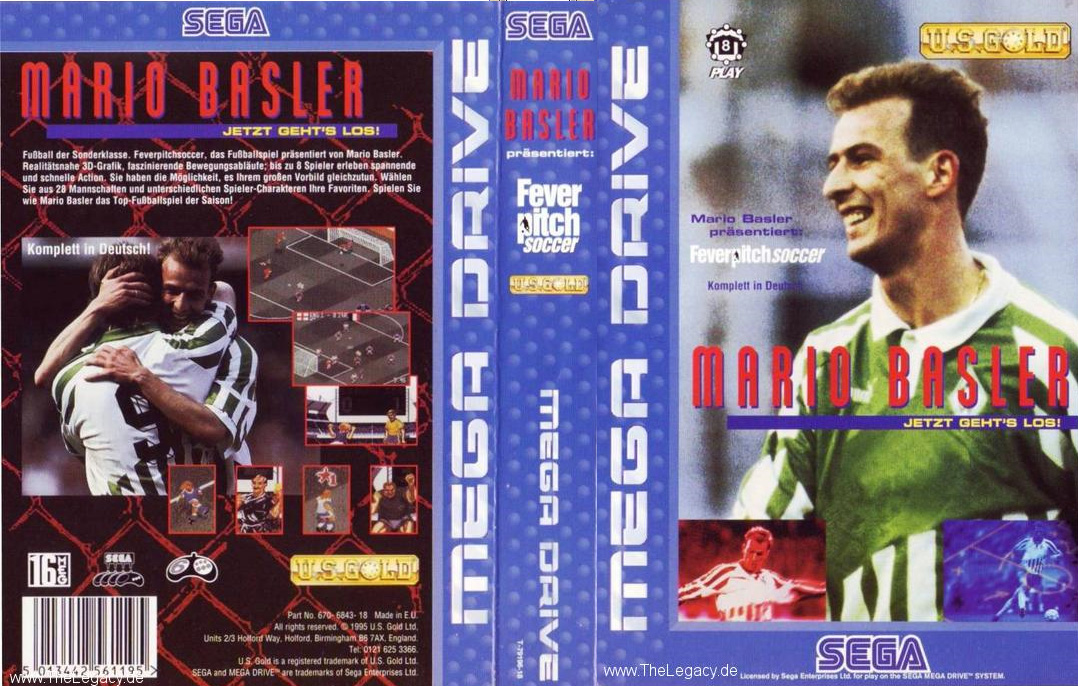 SEGA
MARIO BASLER
JETZT GEHT'S LOS!
Fußball der Sonderklasse. Feverpitchsoccer, das Fußballspiel präsentiert von Mario Basler.
Realitätsnahe 3D-Grafik, faszinierende Bewegungsabläufe; bis zu 8 Spieler erleben spannende
und schnelle Action. Sie haben die Möglichkeit, es Ihrem großen Vorbild gleichzutun. Wählen
Sie aus 28 Mannschaften und unterschiedlichen Spieler-Charakteren Ihre Favoriten. Spielen Sie
wie Mario Basler das Top-Fußballspiel der Saison!
Komplett in Deutsch!
16 MEG
SEGA
U.S. GOLD
5 013442 561195 >
Part No. 670- 6843- 18 Made in E.U.
All rights reserved. © 1995 U.S. Gold Ltd.
Units 2/3 Holford Way, Holford, Birmingham B6 7AX. England.
Tel: 0121 625 3366.
U.S. Gold is a registered trademark of U.S. Gold Ltd.
SEGA and MEGA DRIVE™ are trademarks of Sega Enterprises Ltd.
www.TheLegacy.de
MEGA DRIVE
SEGA
MARIO
BASLER
präsentiert:
Fever
pitch
soccer
U.S. GOLD
MEGA DRIVE
T-79196-18
MEGA DRIVE
8
PLAY
U.S. GOLD
Mario Basler
präsentiert:
Feverpitchsoccer
Komplett in Deutsch
MARIO BASLER
JETZT GEHT'S LOS!
SEGA
www.TheLegacy.de
Licensed by Sega Enterprises Ltd. for play on the SEGA MEGA DRIVE™ SYSTEM.